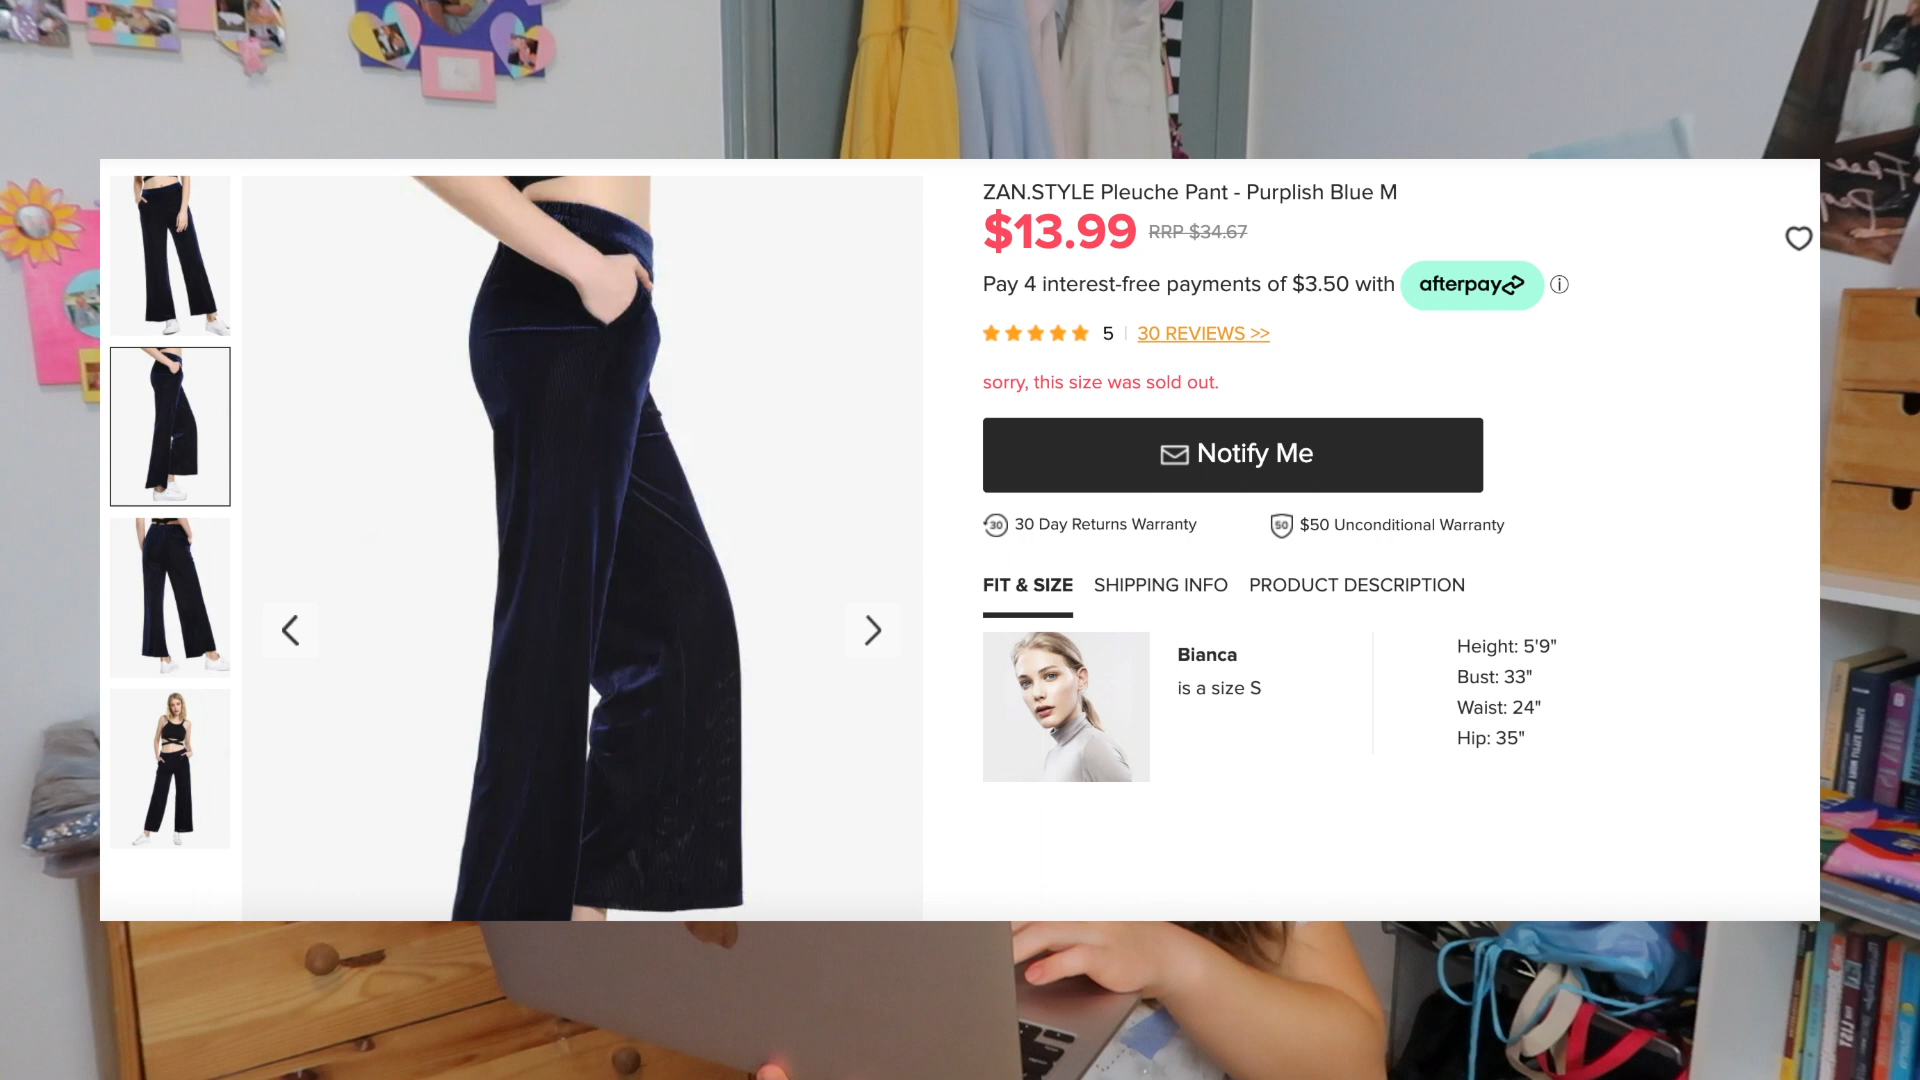 ZAN.STYLE Pleuche Pant - Purplish Blue M
$13.99 RRP $34.67
Pay 4 interest-free payments of $3.50 with afterpay
5 | 30 REVIEWS >>
sorry, this size was sold out.
Notify Me
30 30 Day Returns Warranty
50 $50 Unconditional Warranty
FIT & SIZE SHIPPING INFO PRODUCT DESCRIPTION
Bianca
is a size S
Height: 5'9"
Bust: 33"
Waist: 24"
Hip: 35"